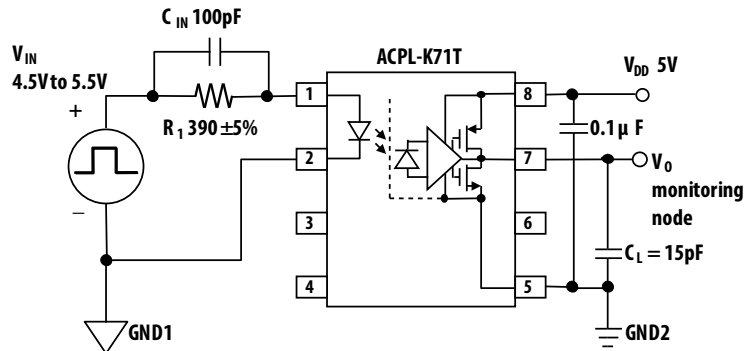 C IN 100pF
V IN
4.5V to 5.5V
+
R 1 390 ±5%
−
GND1
ACPL-K71T
1
2
3
4
8
7
6
5
V DD 5V
0.1µ F
V O
monitoring
node
C L = 15pF
GND2